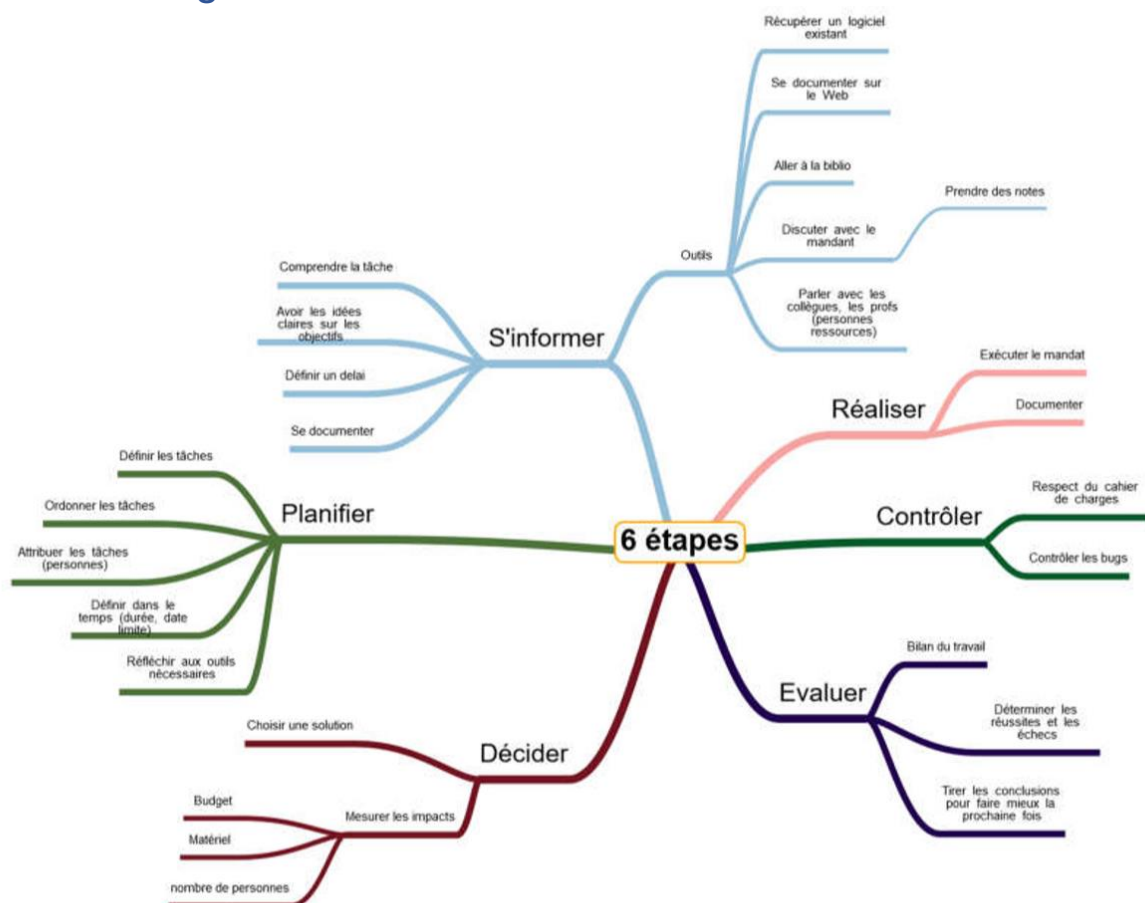 Récupérer un logiciel
existant
Se documenter sur
le Web
Aller à la biblio
Prendre des notes
Discuter avec le
mandant
Outils
Parler avec les
collègues, les profs
(personnes
ressources)
Comprendre la tâche
Avoir les idées
claires sur les
objectifs
S'informer
Définir un delai
Se documenter
Exécuter le mandat
Réaliser
Documenter
Définir les tâches
Ordonner les tâches
Planifier
Attribuer les tâches
(personnes)
Définir dans le
temps (durée, date
limite)
Réfléchir aux outils
nécessaires
6 étapes
Respect du cahier
de charges
Contrôler
Contrôler les bugs
Bilan du travail
Evaluer
Déterminer les
réussites et les
échecs
Tirer les conclusions
pour faire mieux la
prochaine fois
Choisir une solution
Décider
Budget
Mesurer les impacts
Matériel
nombre de personnes